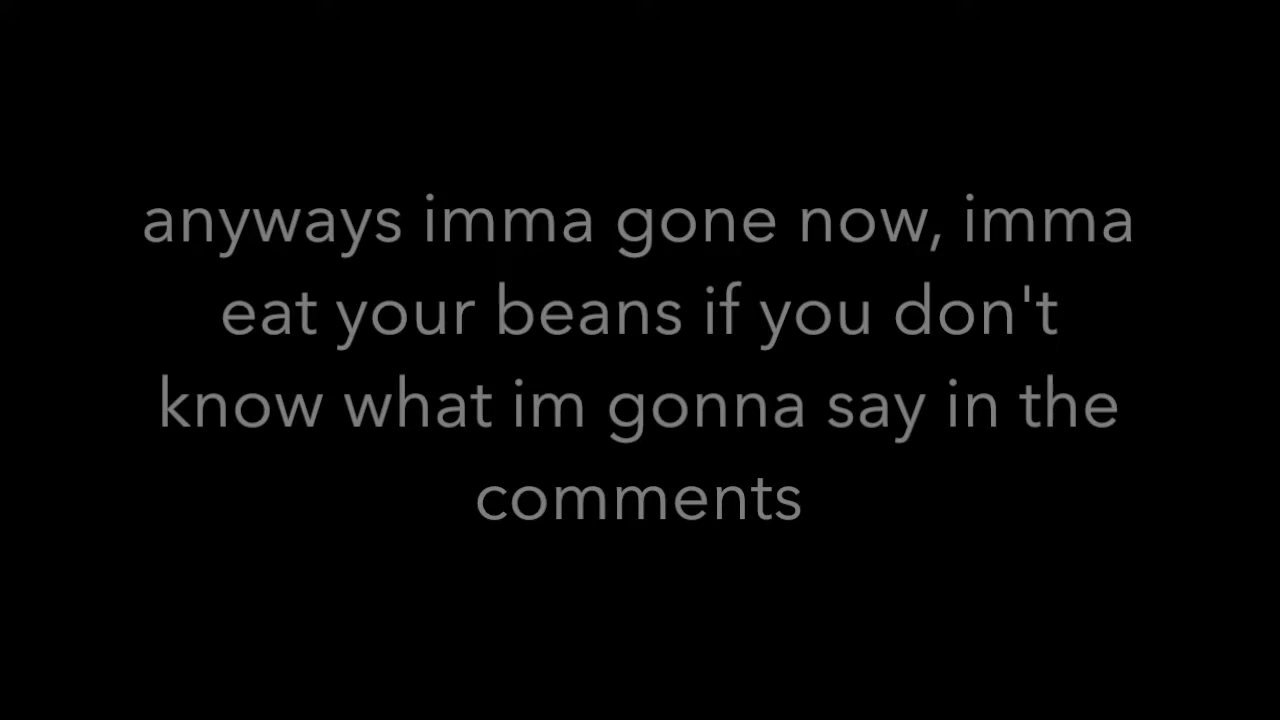 anyways imma gone now, imma
eat your beans if you don't
know what im gonna say in the
comments